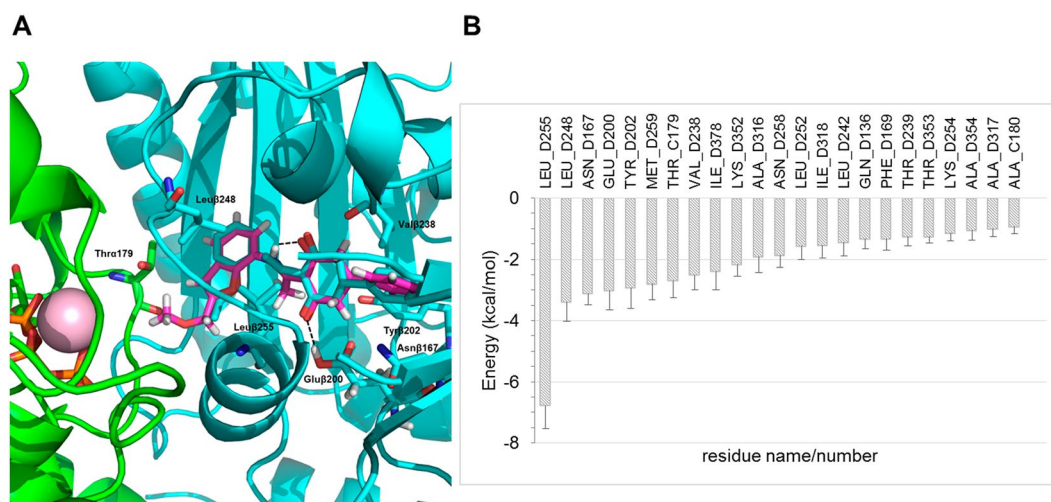 A
Leuβ248
Valβ238
Thrα179
Leuβ255
Tyrβ202
Asnβ167
Gluβ200
B
LEU_D255
LEU_D248
ASN_D167
GLU_D200
TYR_D202
MET_D259
THR_C179
VAL_D238
ILE_D378
LYS_D352
ALA_D316
ASN_D258
LEU_D252
ILE_D318
LEU_D242
GLN_D136
PHE_D169
THR_D239
THR_D353
LYS_D254
ALA_D354
ALA_D317
ALA_C180
0
-2
-4
-6
-8
Energy (kcal/mol)
residue name/number